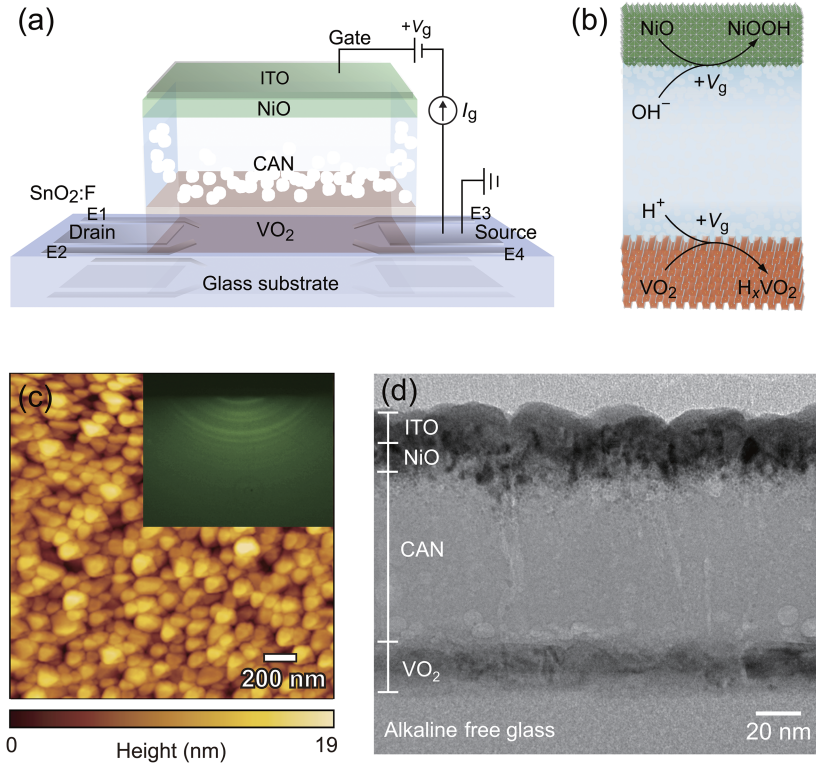 (a)
Gate
+Vg
ITO
NiO
Ig
CAN
SnO2:F
E1
Drain
E2
VO2
E3
Source
E4
Glass substrate
(b)
NiO
NiOOH
+Vg
OH−
H+
+Vg
VO2
HxVO2
(c)
200 nm
0
Height (nm)
19
(d)
ITO
NiO
CAN
VO2
Alkaline free glass
20 nm